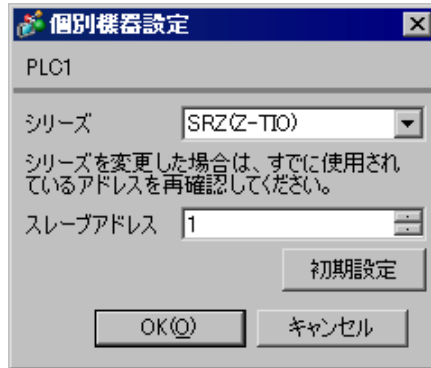 個別機器設定
PLC1
シリーズ SRZ(Z-TIO)
シリーズを変更した場合は、すでに使用され
ているアドレスを再確認してください。
スレーブアドレス 1
初期設定
OK(O) キャンセル